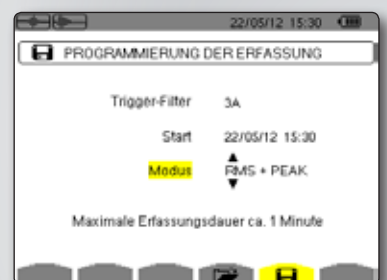 22/05/12 15:30
PROGRAMMIERUNG DER ERFASSUNG
Trigger-Filter 3A
Start 22/05/12 15:30
Modus RMS + PEAK
Maximale Erfassungsdauer ca. 1 Minute